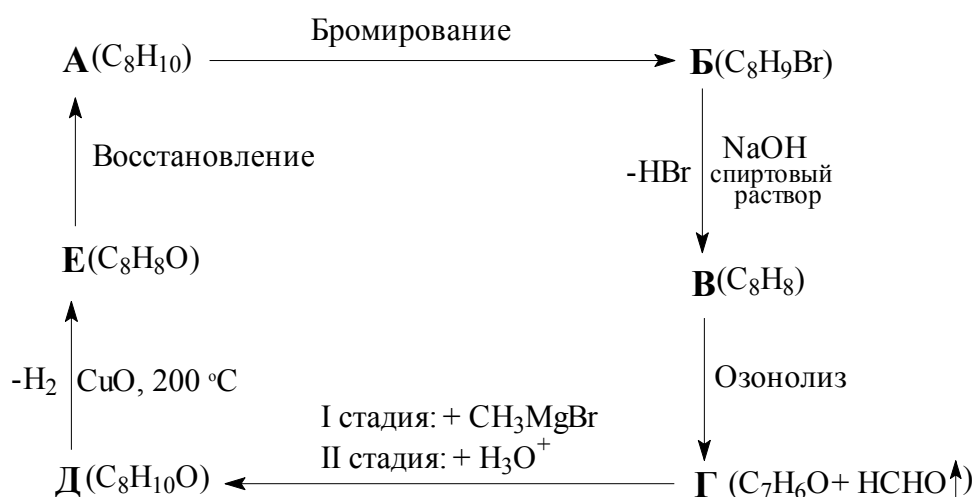 Бромирование
А(C8H10)
Б(C8H9Br)
Восстановление
-HBr
NaOH
спиртовый
раствор
Е(C8H8O)
В(C8H8)
-H2
CuO, 200 °C
Озонолиз
I стадия: + CH3MgBr
II стадия: + H3O+
Д(C8H10O)
Г (C7H6O+ HCHO↑)